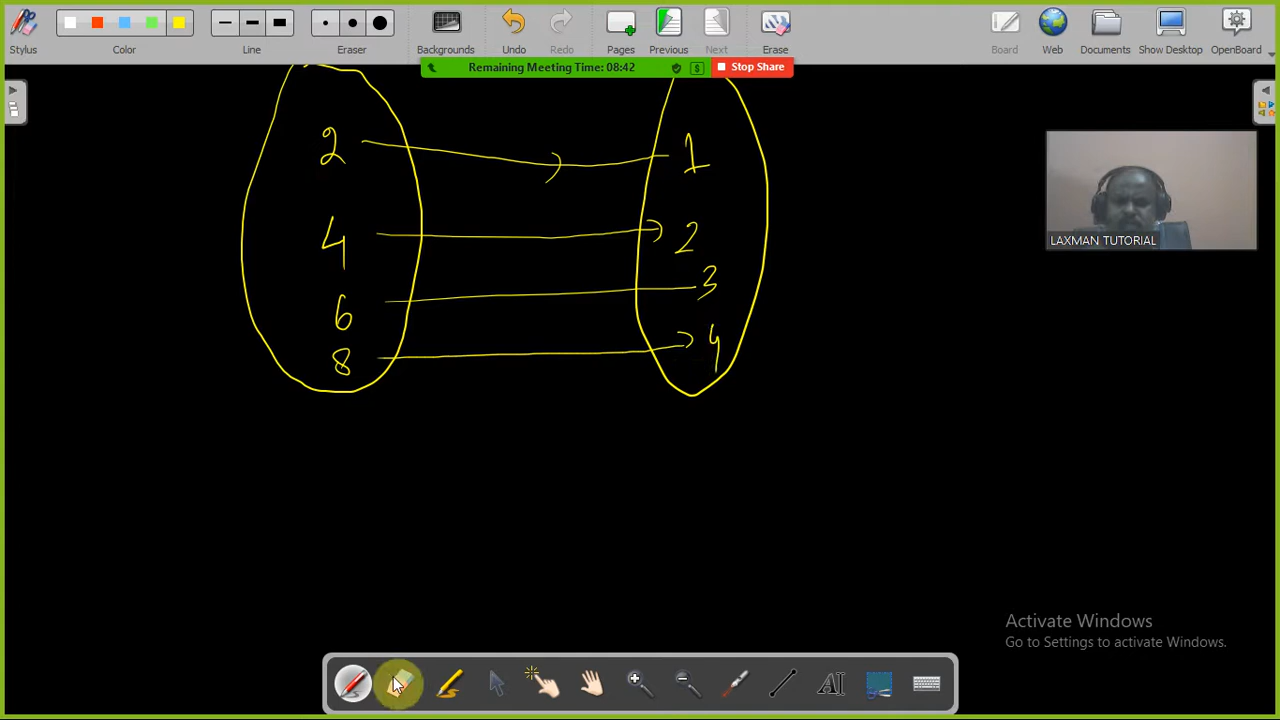 Stylus Color Line Eraser Backgrounds Undo Redo Pages Previous Next Erase Board Web Documents Show Desktop OpenBoard
Remaining Meeting Time: 08:42 Stop Share
2 1
4 2
6 3
8 4
LAXMAN TUTORIAL
Activate Windows
Go to Settings to activate Windows.